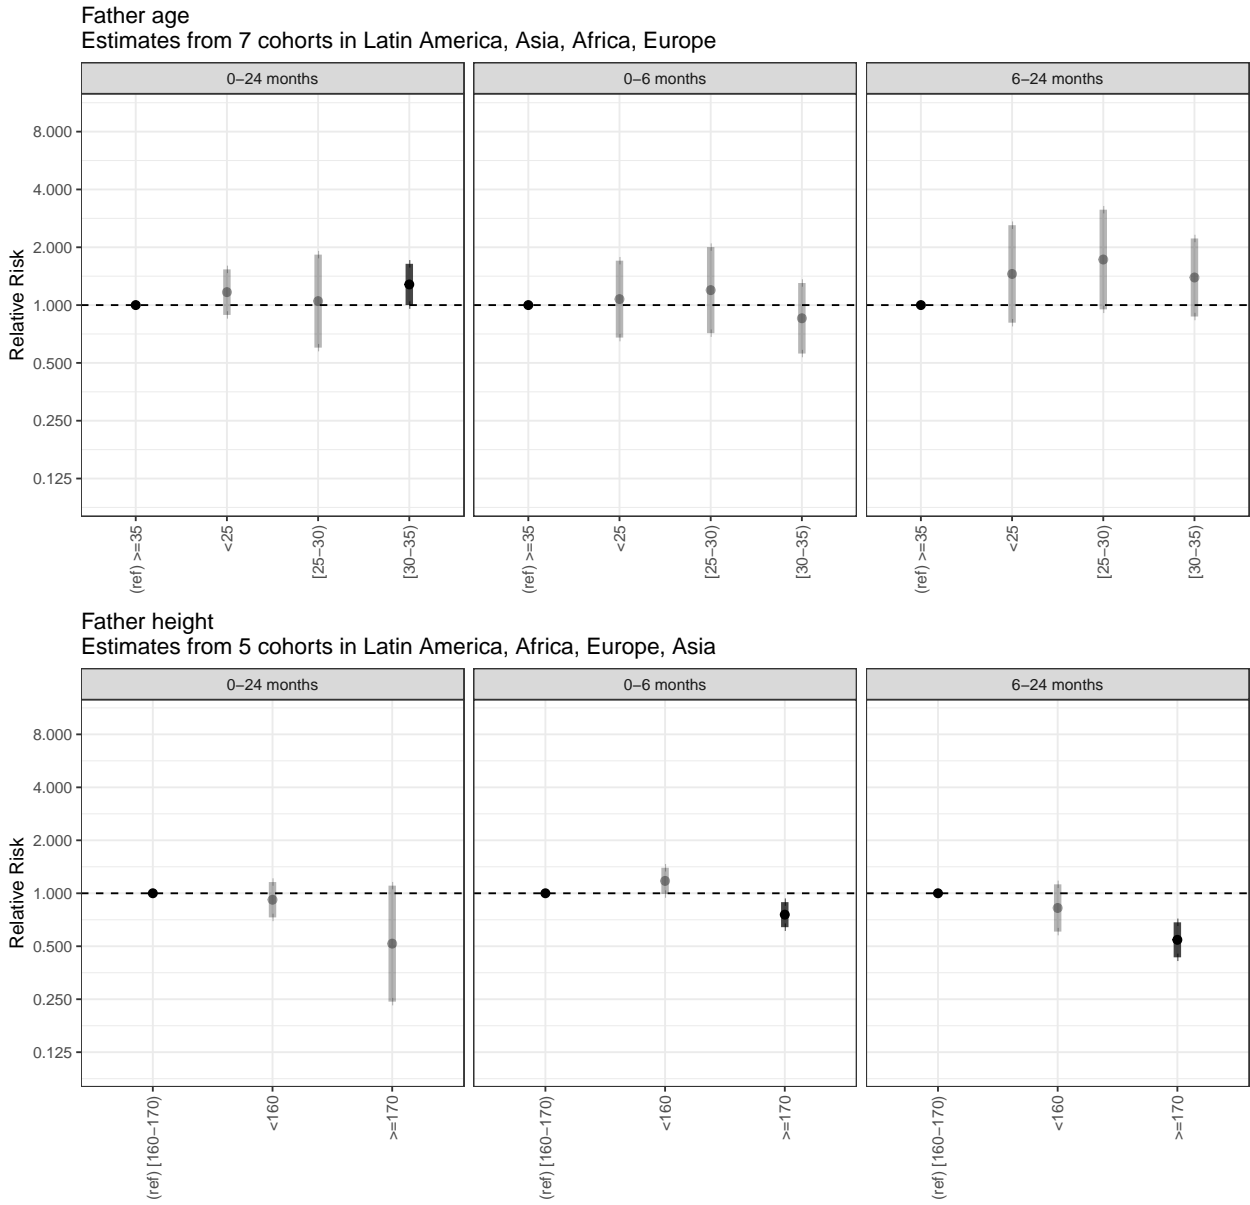 Father age
Estimates from 7 cohorts in Latin America, Asia, Africa, Europe
0−24 months
0−6 months
6−24 months
Relative Risk
8.000
4.000
2.000
1.000
0.500
0.250
0.125
(ref) >=35
<25
[25−30)
[30−35)
(ref) >=35
<25
[25−30)
[30−35)
(ref) >=35
<25
[25−30)
[30−35)
Father height
Estimates from 5 cohorts in Latin America, Africa, Europe, Asia
0−24 months
0−6 months
6−24 months
Relative Risk
8.000
4.000
2.000
1.000
0.500
0.250
0.125
(ref) [160−170)
<160
>=170
(ref) [160−170)
<160
>=170
(ref) [160−170)
<160
>=170